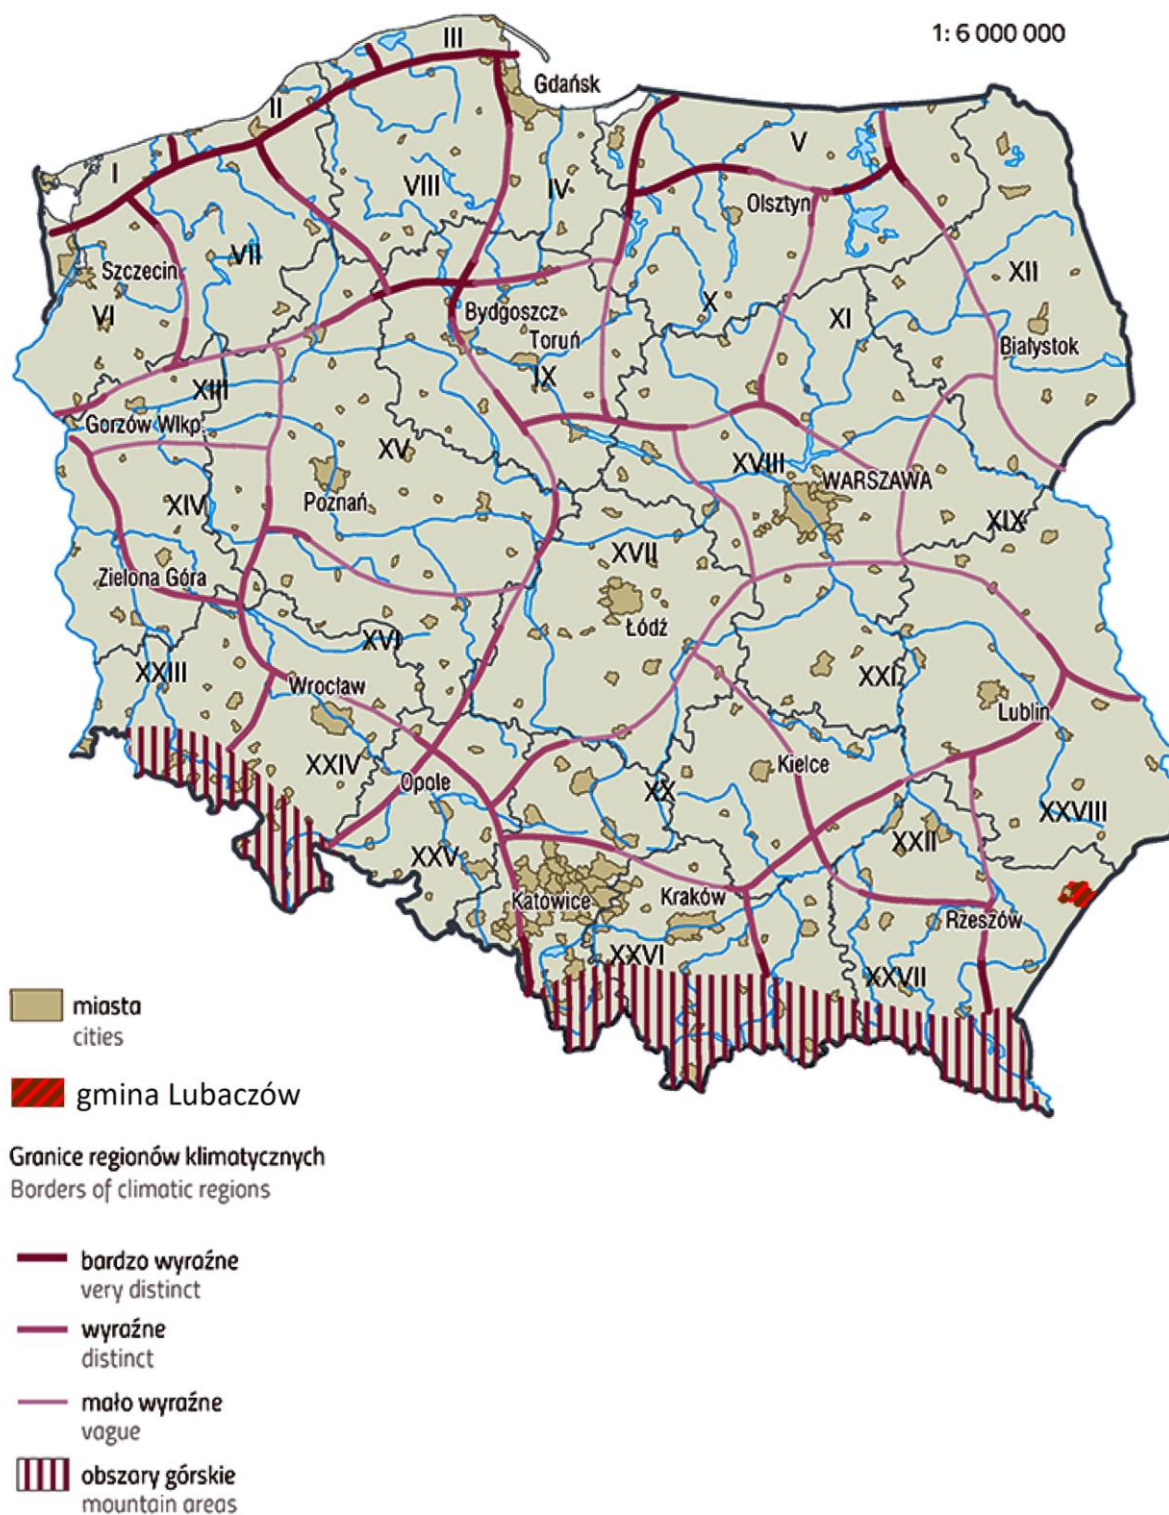 1: 6 000 000
III
Gdańsk
II
V
I
VIII
IV
Olsztyn
VII
XII
Szczecin
X
VI
Bydgoszcz
XI
Toruń
Białystok
IX
XIII
Gorzów Wlkp.
XV
XVIII
WARSZAWA
Poznań
XIV
XIX
XVII
Zielona Góra
Łódź
XVI
XXIII
XXI
Wrocław
Lublin
XXIV
Kielce
Opole
XX
XXVIII
XXII
XXV
Katowice
Kraków
Rzeszów
XXVI
XXVII
miasta
cities
gmina Lubaczów
Granice regionów klimatycznych
Borders of climatic regions
bardzo wyraźne
very distinct
wyraźne
distinct
mało wyraźne
vague
obszary górskie
mountain areas